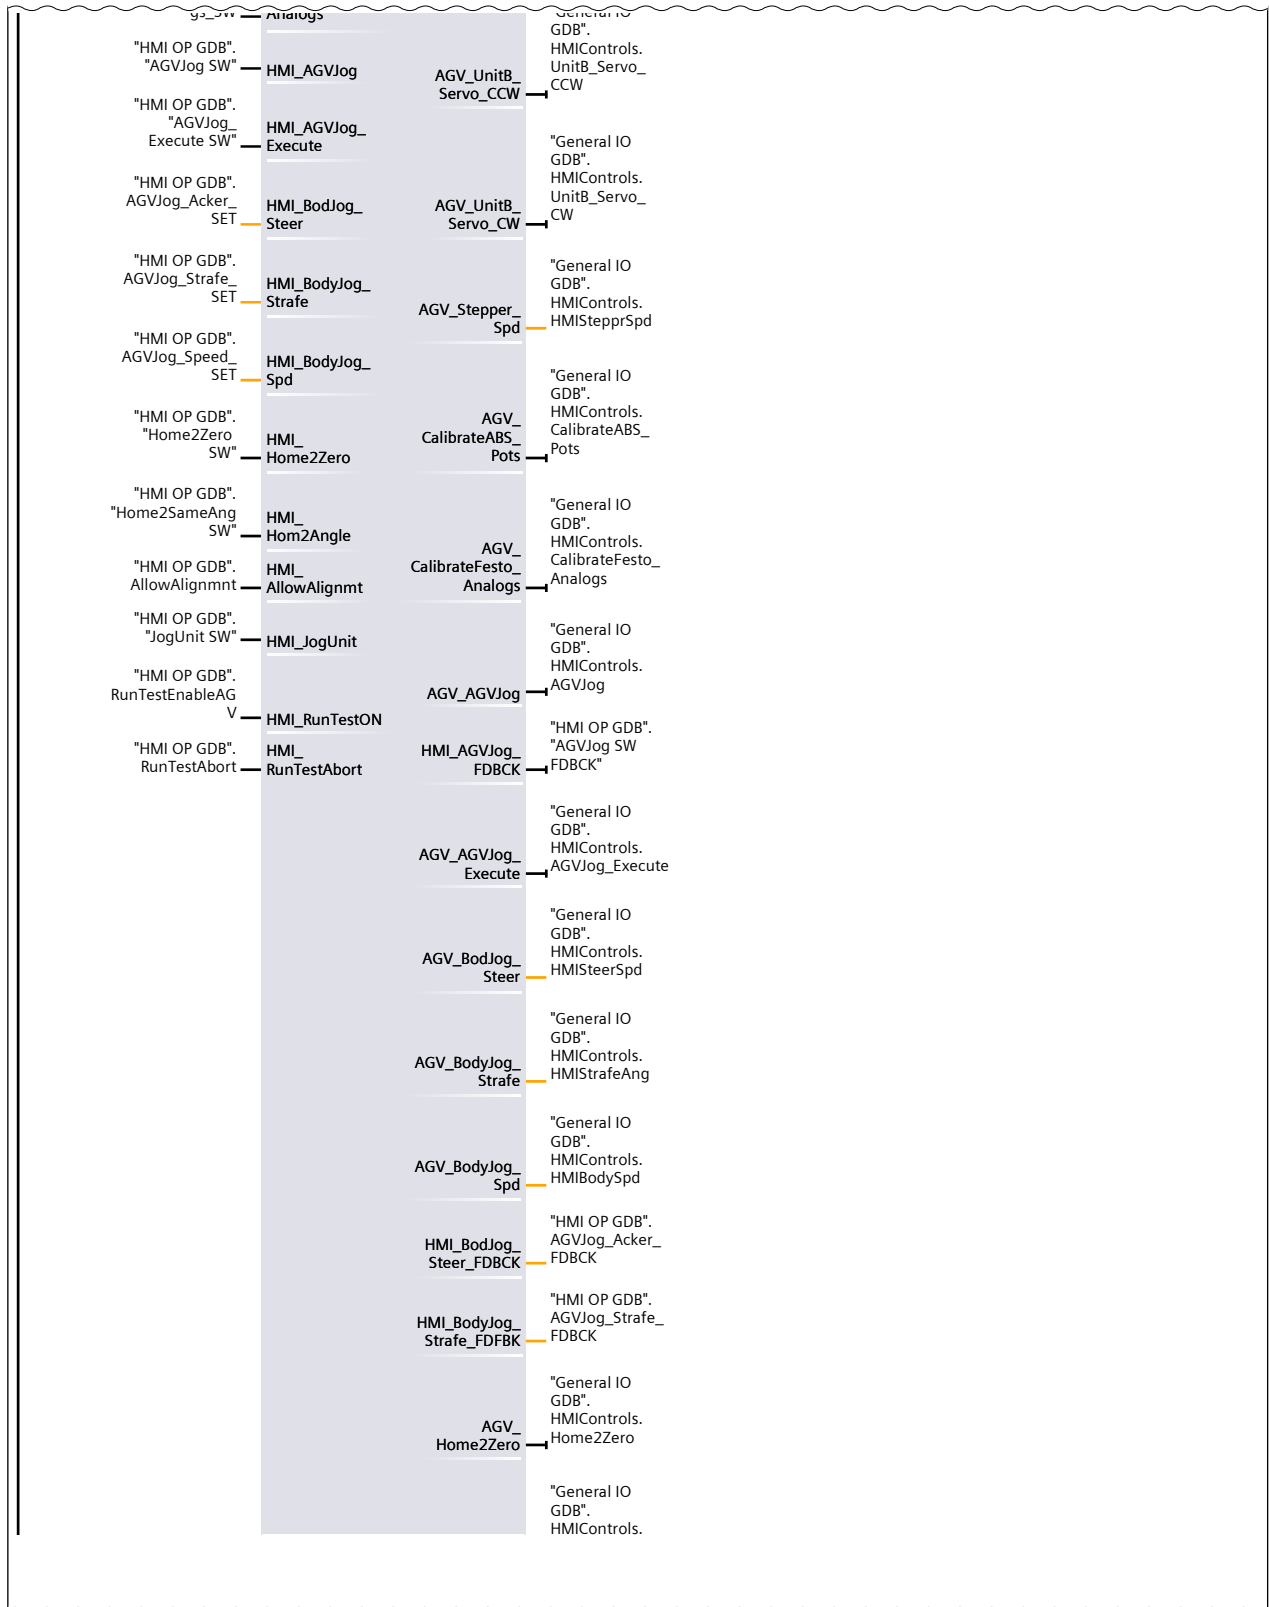 Analogs
"HMI OP GDB".
"AGVJog SW"
HMI_AGVJog
"HMI OP GDB".
"AGVJog_
Execute SW"
HMI_AGVJog_
Execute
"HMI OP GDB".
AGVJog_Acker_
SET
HMI_BodJog_
Steer
"HMI OP GDB".
AGVJog_Strafe_
SET
HMI_BodyJog_
Strafe
"HMI OP GDB".
AGVJog_Speed_
SET
HMI_BodyJog_
Spd
"HMI OP GDB".
"Home2Zero
SW"
HMI_
Home2Zero
"HMI OP GDB".
"Home2SameAng
SW"
HMI_
Hom2Angle
"HMI OP GDB".
AllowAlignmnt
HMI_
AllowAlignmt
"HMI OP GDB".
"JogUnit SW"
HMI_JogUnit
"HMI OP GDB".
RunTestEnableAG
V
HMI_RunTestON
"HMI OP GDB".
RunTestAbort
HMI_
RunTestAbort
AGV_UnitB_
Servo_CCW
"General IO
GDB".
HMIControls.
UnitB_Servo_
CCW
AGV_UnitB_
Servo_CW
"General IO
GDB".
HMIControls.
UnitB_Servo_
CW
AGV_Stepper_
Spd
"General IO
GDB".
HMIControls.
HMIStepprSpd
AGV_
CalibrateABS_
Pots
"General IO
GDB".
HMIControls.
CalibrateABS_
Pots
AGV_
CalibrateFesto_
Analogs
"General IO
GDB".
HMIControls.
CalibrateFesto_
Analogs
AGV_AGVJog
"General IO
GDB".
HMIControls.
AGVJog
HMI_AGVJog_
FDBCK
"HMI OP GDB".
"AGVJog SW
FDBCK"
AGV_AGVJog_
Execute
"General IO
GDB".
HMIControls.
AGVJog_Execute
AGV_BodJog_
Steer
"General IO
GDB".
HMIControls.
HMISteerSpd
AGV_BodyJog_
Strafe
"General IO
GDB".
HMIControls.
HMIStrafeAng
AGV_BodyJog_
Spd
"General IO
GDB".
HMIControls.
HMIBodySpd
HMI_BodJog_
Steer_FDBCK
"HMI OP GDB".
AGVJog_Acker_
FDBCK
HMI_BodyJog_
Strafe_FDFBK
"HMI OP GDB".
AGVJog_Strafe_
FDBCK
AGV_
Home2Zero
"General IO
GDB".
HMIControls.
Home2Zero
"General IO
GDB".
HMIControls.